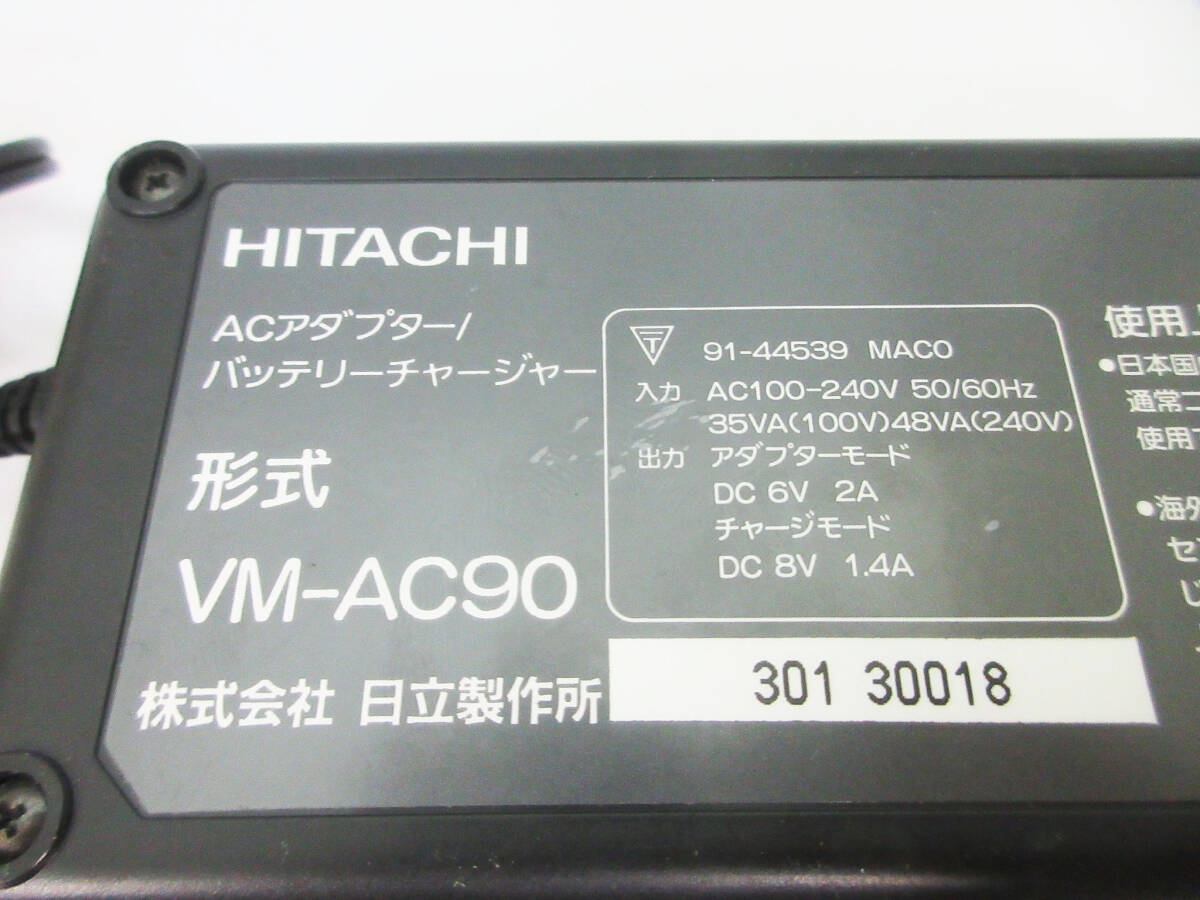 HITACHI
ACアダプター/
バッテリーチャージャー
形式
VM-AC90
株式会社 日立製作所
〒 91-44539 MACO
入力 AC100-240V 50/60Hz
35VA(100V)48VA(240V)
出力 アダプターモード
DC 6V 2A
チャージモード
DC 8V 1.4A
301 30018
使用上
●日本国
通常コ
使用
●海外
セ
じ